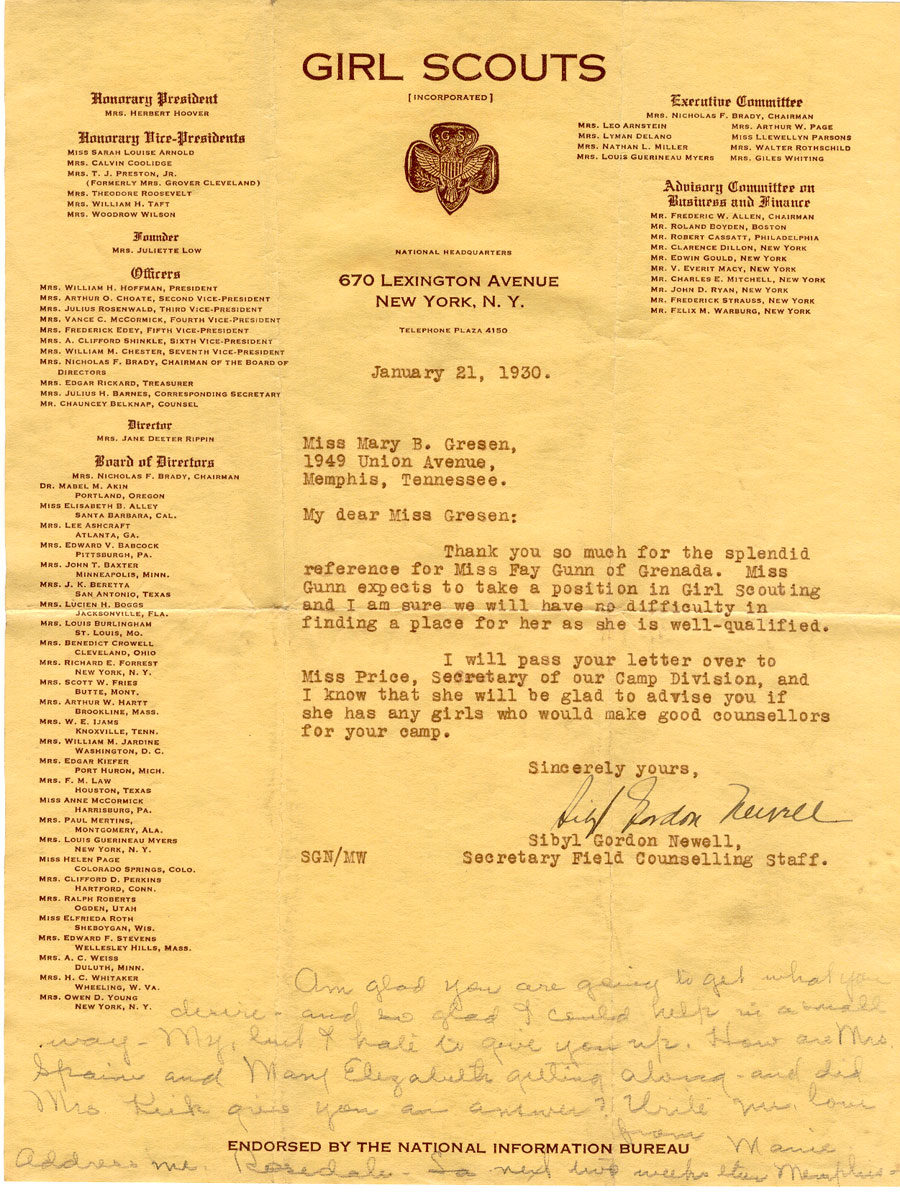 GIRL SCOUTS
[INCORPORATED]
G S
NATIONAL HEADQUARTERS
670 LEXINGTON AVENUE
NEW YORK, N. Y.
TELEPHONE PLAZA 4150
Honorary President
MRS. HERBERT HOOVER
Honorary Vice-Presidents
MISS SARAH LOUISE ARNOLD
MRS. CALVIN COOLIDGE
MRS. T. J. PRESTON, JR.
(FORMERLY MRS. GROVER CLEVELAND)
MRS. THEODORE ROOSEVELT
MRS. WILLIAM H. TAFT
MRS. WOODROW WILSON
Founder
MRS. JULIETTE LOW
Officers
MRS. WILLIAM H. HOFFMAN, PRESIDENT
MRS. ARTHUR O. CHOATE, SECOND VICE-PRESIDENT
MRS. JULIUS ROSENWALD, THIRD VICE-PRESIDENT
MRS. VANCE C. MCCORMICK, FOURTH VICE-PRESIDENT
MRS. FREDERICK EDEY, FIFTH VICE-PRESIDENT
MRS. A. CLIFFORD SHINKLE, SIXTH VICE-PRESIDENT
MRS. WILLIAM M. CHESTER, SEVENTH VICE-PRESIDENT
MRS. NICHOLAS F. BRADY, CHAIRMAN OF THE BOARD OF
DIRECTORS
MRS. EDGAR RICKARD, TREASURER
MRS. JULIUS H. BARNES, CORRESPONDING SECRETARY
MR. CHAUNCEY BELKNAP, COUNSEL
Director
MRS. JANE DEETER RIPPIN
Board of Directors
MRS. NICHOLAS F. BRADY, CHAIRMAN
DR. MABEL M. AKIN
PORTLAND, OREGON
MISS ELISABETH B. ALLEY
SANTA BARBARA, CAL.
MRS. LEE ASHCRAFT
ATLANTA, GA.
MRS. EDWARD V. BABCOCK
PITTSBURGH, PA.
MRS. JOHN T. BAXTER
MINNEAPOLIS, MINN.
MRS. J. K. BERETTA
SAN ANTONIO, TEXAS
MRS. LUCIEN H. BOGGS
JACKSONVILLE, FLA.
MRS. LOUIS BURLINGHAM
ST. LOUIS, MO.
MRS. BENEDICT CROWELL
CLEVELAND, OHIO
MRS. RICHARD E. FORREST
NEW YORK, N. Y.
MRS. SCOTT W. FRIES
BUTTE, MONT.
MRS. ARTHUR W. HARTT
BROOKLINE, MASS.
MRS. W. E. IJAMS
KNOXVILLE, TENN.
MRS. WILLIAM M. JARDINE
WASHINGTON, D. C.
MRS. EDGAR KIEFER
PORT HURON, MICH.
MRS. F. M. LAW
HOUSTON, TEXAS
MISS ANNE MCCORMICK
HARRISBURG, PA.
MRS. PAUL MERTINS,
MONTGOMERY, ALA.
MRS. LOUIS GUERINEAU MYERS
NEW YORK, N. Y.
MISS HELEN PAGE
COLORADO SPRINGS, COLO.
MRS. CLIFFORD D. PERKINS
HARTFORD, CONN.
MRS. RALPH ROBERTS
OGDEN, UTAH
MISS ELFRIEDA ROTH
SHEBOYGAN, WIS.
MRS. EDWARD F. STEVENS
WELLESLEY HILLS, MASS.
MRS. A. C. WEISS
DULUTH, MINN.
MRS. H. C. WHITAKER
WHEELING, W. VA.
MRS. OWEN D. YOUNG
NEW YORK, N. Y.
Executive Committee
MRS. NICHOLAS F. BRADY, CHAIRMAN
MRS. LEO ARNSTEIN MRS. ARTHUR W. PAGE
MRS. LYMAN DELANO MISS LLEWELLYN PARSONS
MRS. NATHAN L. MILLER MRS. WALTER ROTHSCHILD
MRS. LOUIS GUERINEAU MYERS MRS. GILES WHITING
Advisory Committee on
Business and Finance
MR. FREDERIC W. ALLEN, CHAIRMAN
MR. ROLAND BOYDEN, BOSTON
MR. ROBERT CASSATT, PHILADELPHIA
MR. CLARENCE DILLON, NEW YORK
MR. EDWIN GOULD, NEW YORK
MR. V. EVERIT MACY, NEW YORK
MR. CHARLES E. MITCHELL, NEW YORK
MR. JOHN D. RYAN, NEW YORK
MR. FREDERICK STRAUSS, NEW YORK
MR. FELIX M. WARBURG, NEW YORK
January 21, 1930.
Miss Mary B. Gresen,
1949 Union Avenue,
Memphis, Tennessee.
My dear Miss Gresen:
Thank you so much for the splendid
reference for Miss Fay Gunn of Grenada. Miss
Gunn expects to take a position in Girl Scouting
and I am sure we will have no difficulty in
finding a place for her as she is well-qualified.
I will pass your letter over to
Miss Price, Secretary of our Camp Division, and
I know that she will be glad to advise you if
she has any girls who would make good counsellors
for your camp.
Sincerely yours,
Sibyl Gordon Newell
Sibyl Gordon Newell,
SGN/MW Secretary Field Counselling Staff.
Am glad you are going to get what you
desire - and so glad I could help in a small
way - My, but I hate to give you up. How are Mrs.
Spain and Mary Elizabeth getting along - and did
Mrs. give you an answer? Write me. love
from
Marie
ENDORSED BY THE NATIONAL INFORMATION BUREAU
Address me. Rosedale - next two weeks then Memphis -